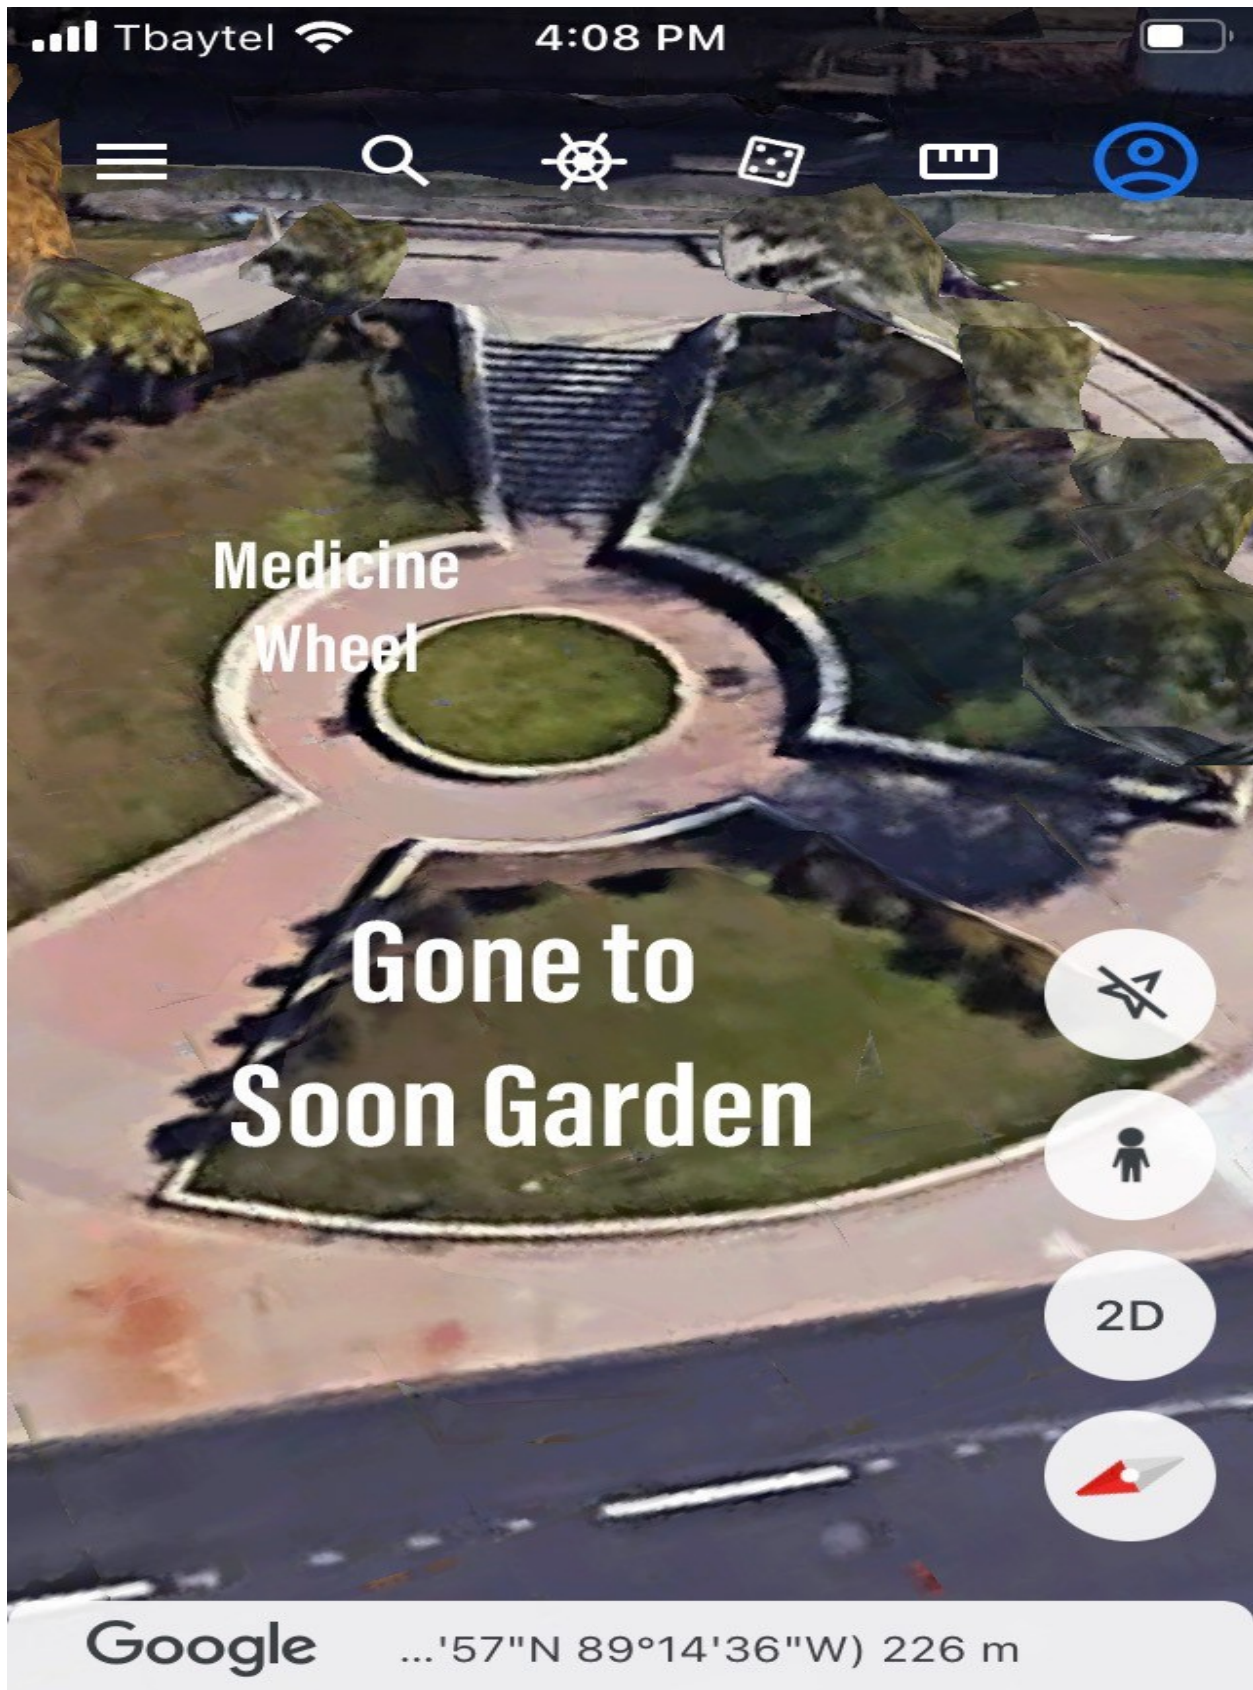 Tbaytel 4:08 PM
Medicine
Wheel
Gone to
Soon Garden
2D
Google ...'57"N 89°14'36"W) 226 m